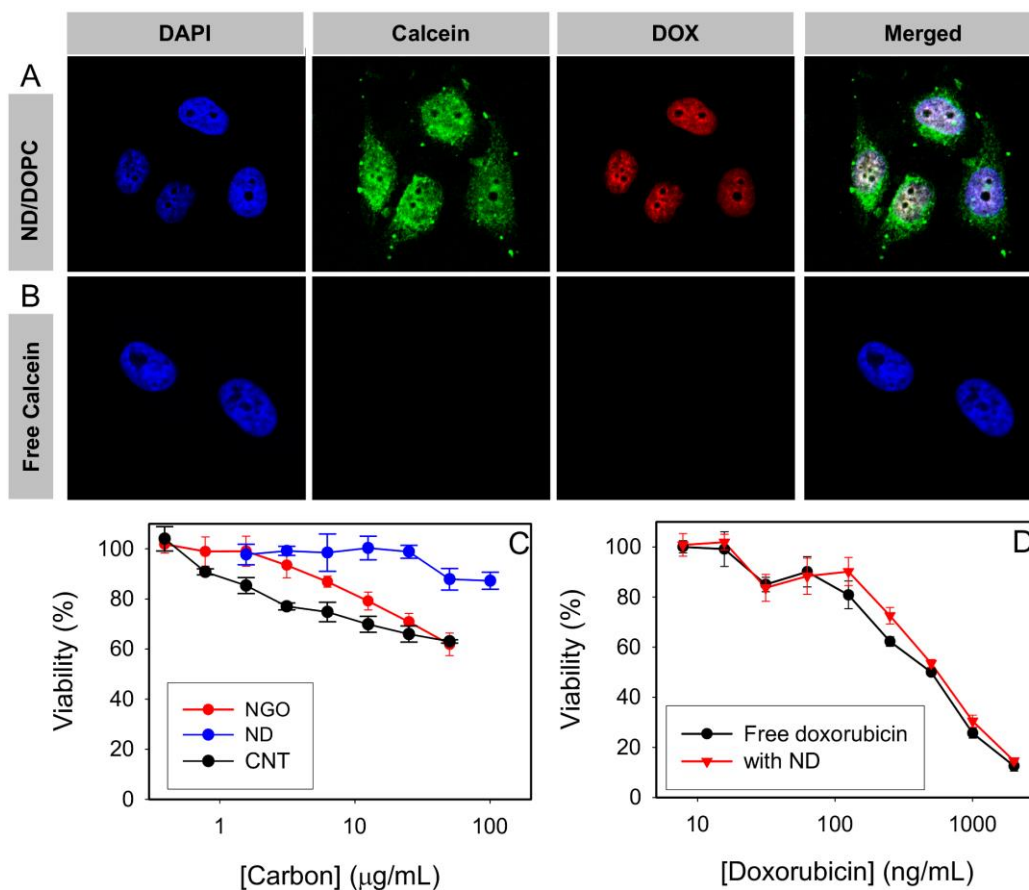 DAPI Calcein DOX Merged
A
ND/DOPC
B
Free Calcein
C
Viability (%)
100
80
60
40
20
0
NGO
ND
CNT
1 10 100
[Carbon] (μg/mL)
D
Viability (%)
100
80
60
40
20
0
Free doxorubicin
with ND
10 100 1000
[Doxorubicin] (ng/mL)